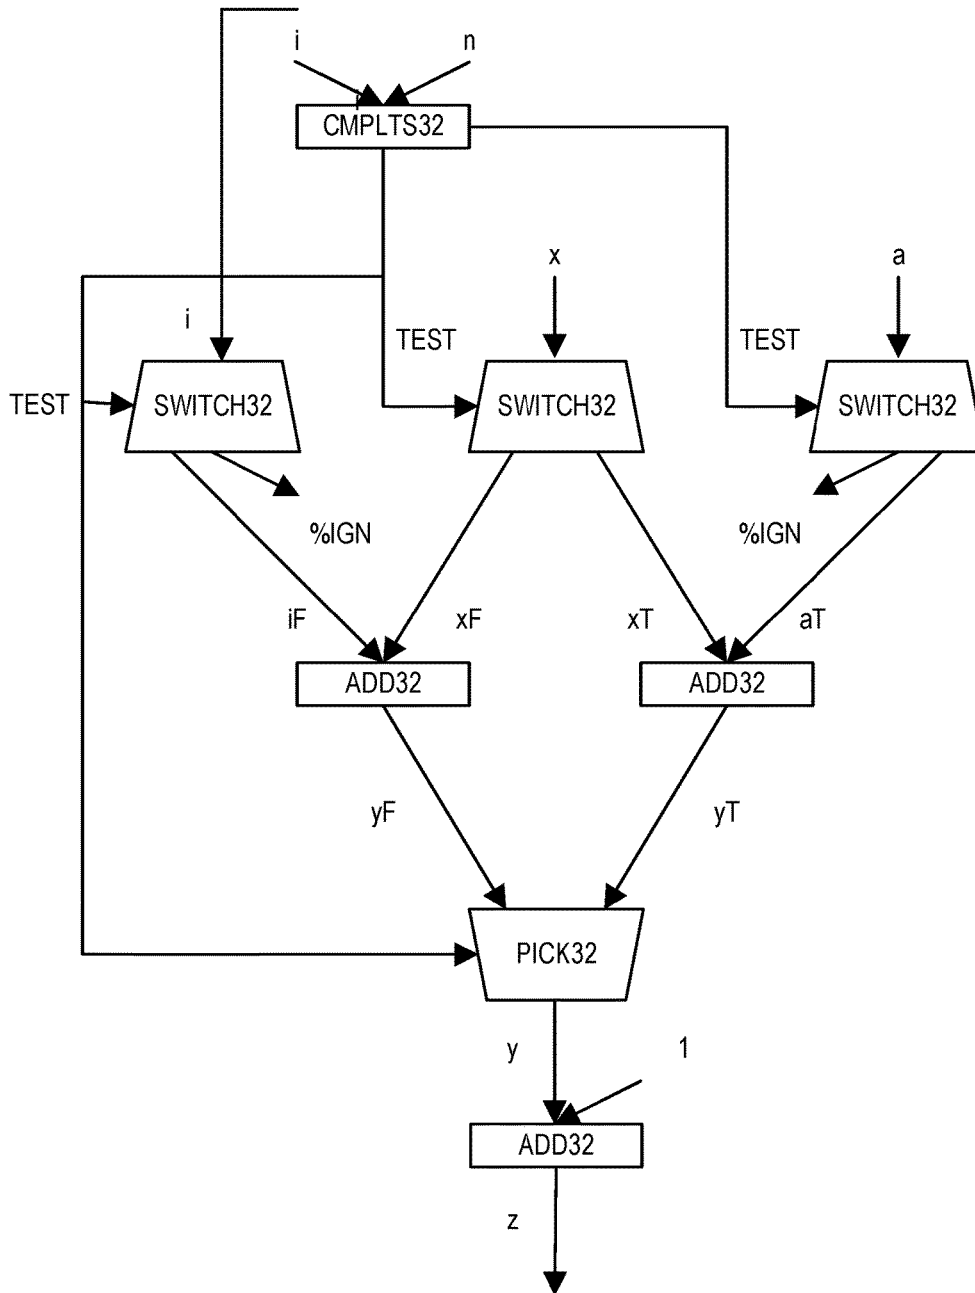 i n
CMPLTS32
x a
i TEST TEST
TEST SWITCH32 SWITCH32 SWITCH32
%IGN %IGN
iF xF xT aT
ADD32 ADD32
yF yT
PICK32
y 1
ADD32
z